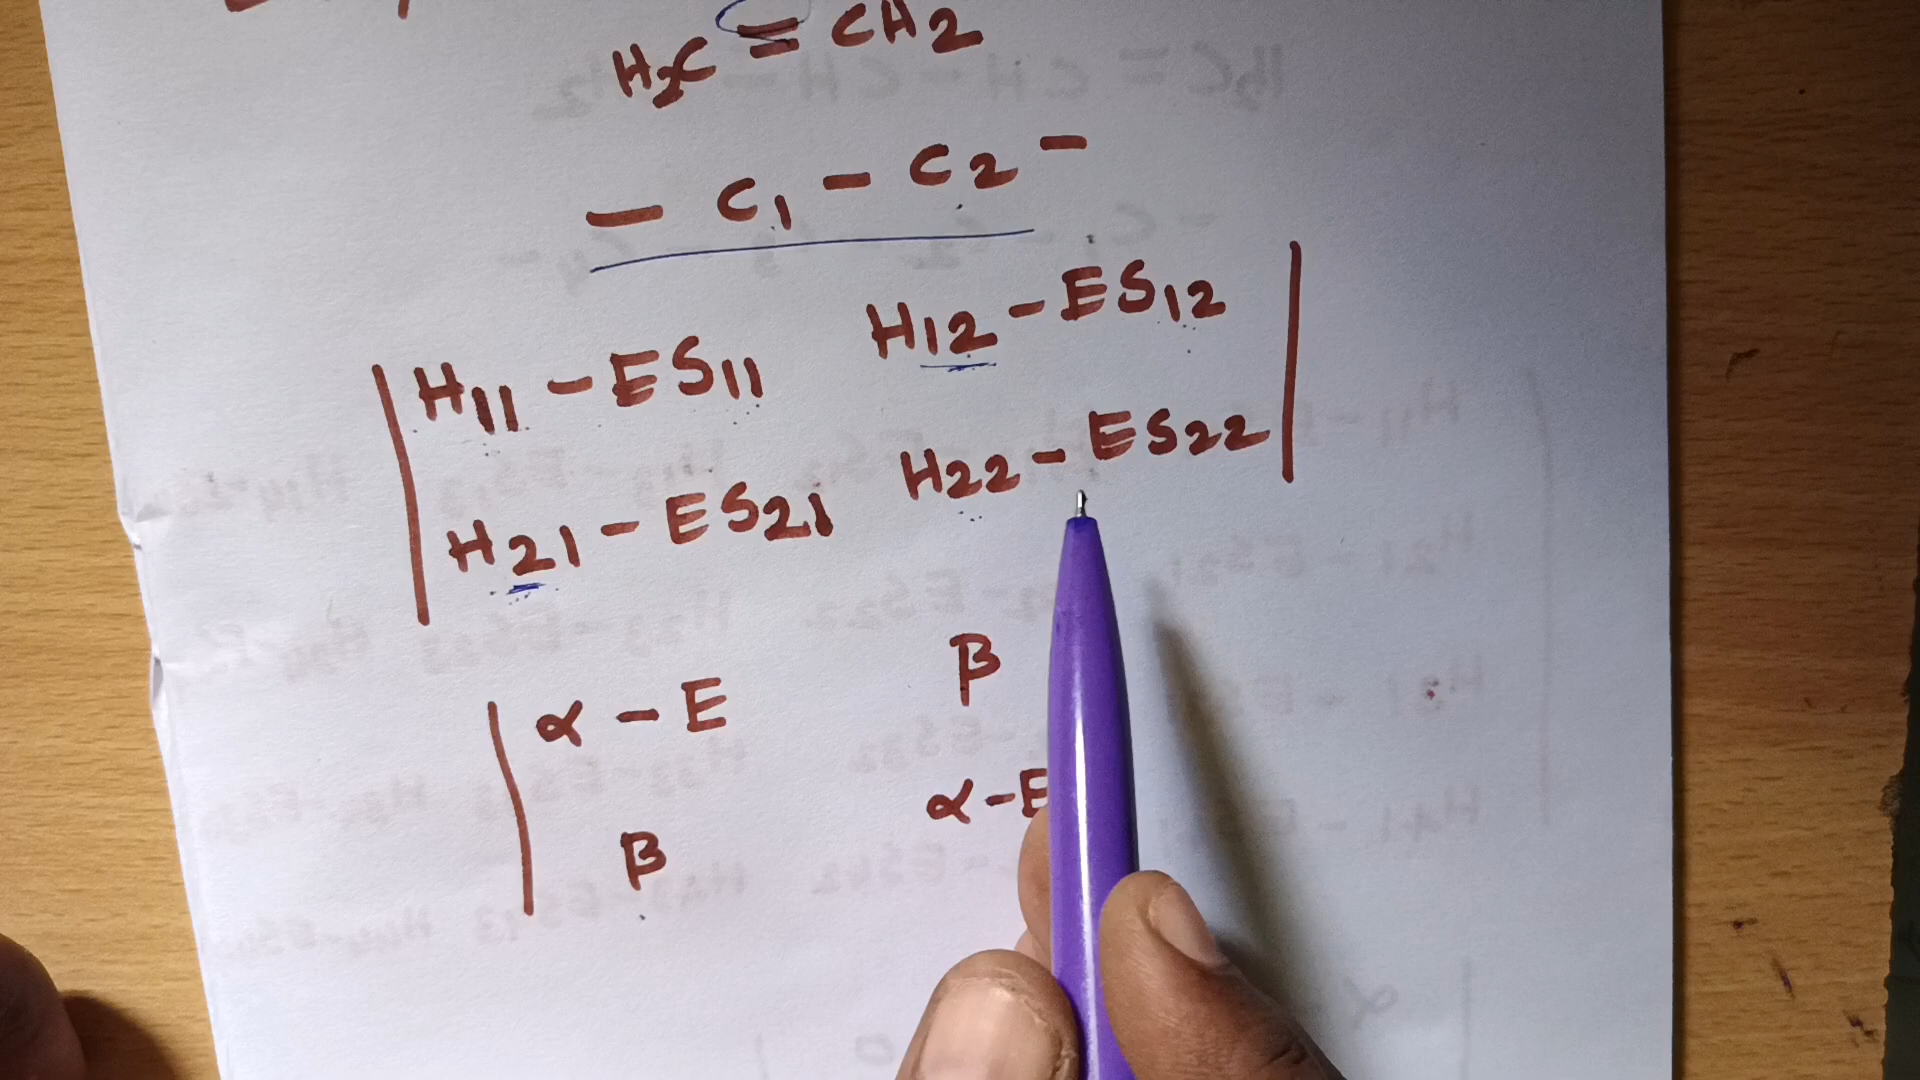 H2C = CH2
— C1 – C2 –
| H11 – ES11 H12 – ES12 |
| H21 – ES21 H22 – ES22 |
| α – E β
| β α – E